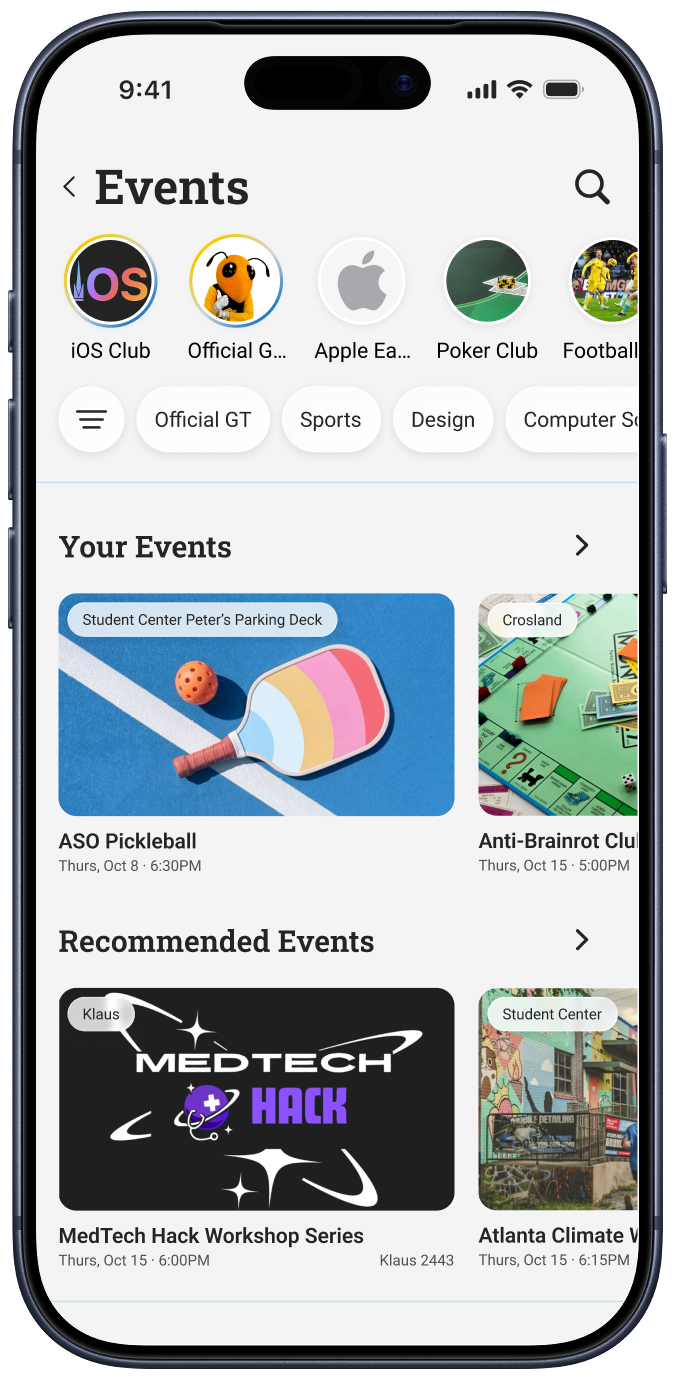 9:41
Events
iOS
iOS Club
Official G...
Apple Ea...
Poker Club
Football
Official GT
Sports
Design
Computer Sc
Your Events
Student Center Peter's Parking Deck
Crosland
ASO Pickleball
Anti-Brainrot Clu
Thurs, Oct 8 · 6:30PM
Thurs, Oct 15 · 5:00PM
Recommended Events
Klaus
Student Center
MEDTECH
HACK
MOBILE DETAILING
MedTech Hack Workshop Series
Atlanta Climate W
Thurs, Oct 15 · 6:00PM
Klaus 2443
Thurs, Oct 15 · 6:15PM